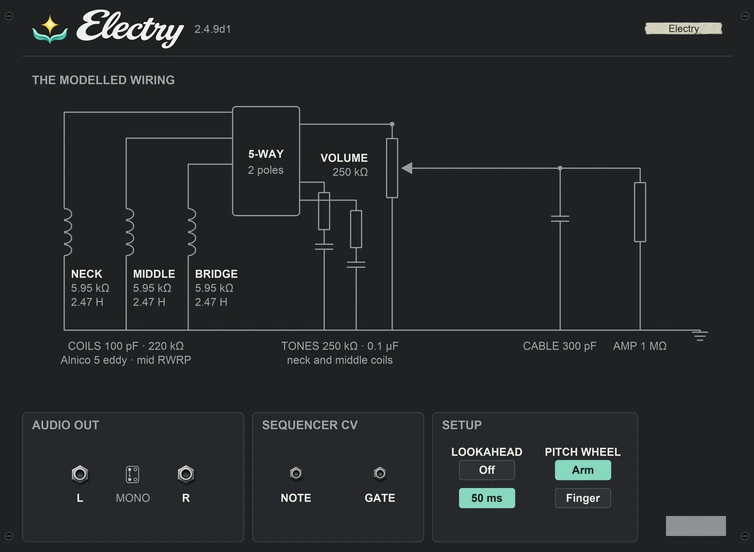 Electry 2.4.9d1
Electry
THE MODELLED WIRING
5-WAY
2 poles
VOLUME
250 kΩ
NECK
5.95 kΩ
2.47 H
MIDDLE
5.95 kΩ
2.47 H
BRIDGE
5.95 kΩ
2.47 H
COILS 100 pF · 220 kΩ
Alnico 5 eddy · mid RWRP
TONES 250 kΩ · 0.1 µF
neck and middle coils
CABLE 300 pF
AMP 1 MΩ
AUDIO OUT
L
MONO
R
SEQUENCER CV
NOTE
GATE
SETUP
LOOKAHEAD
Off
50 ms
PITCH WHEEL
Arm
Finger